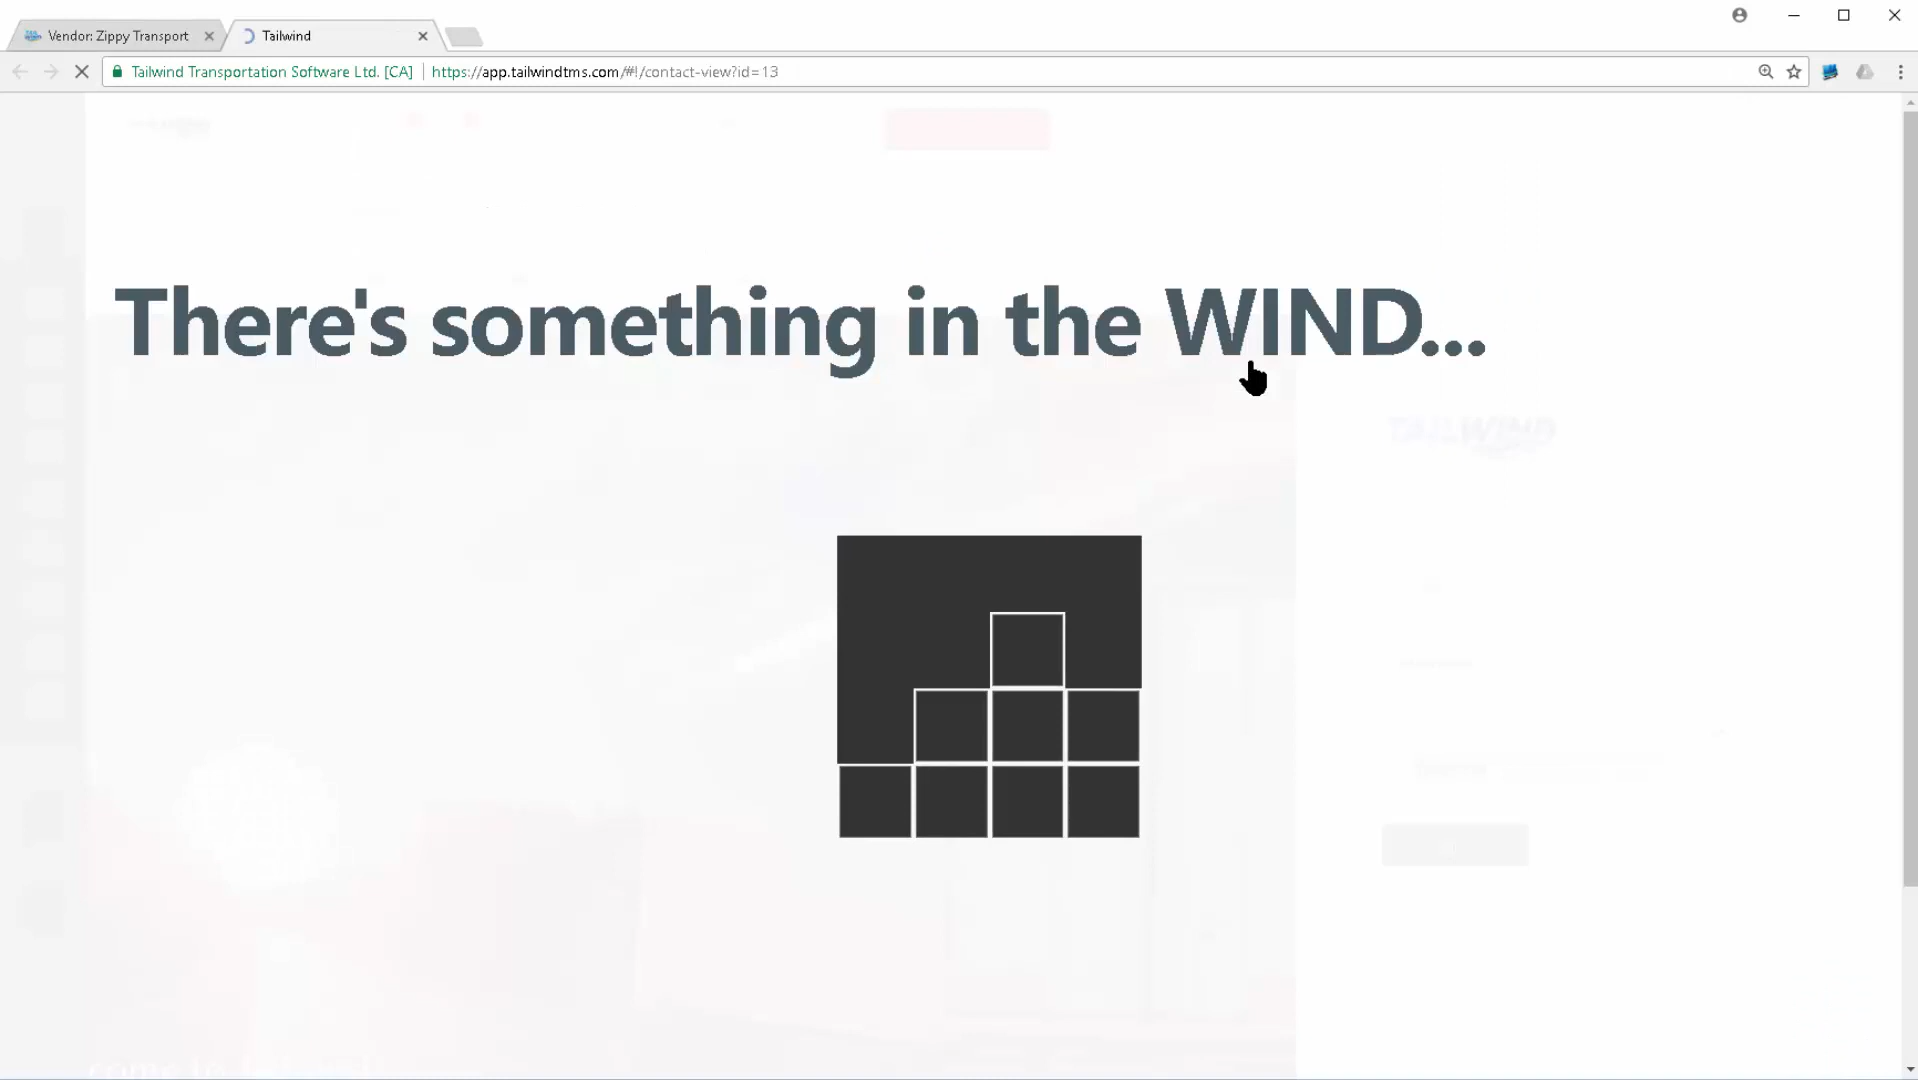 Vendor: Zippy Transport
Tailwind
Tailwind Transportation Software Ltd. [CA]
https://app.tailwindtms.com/#!/contact-view?id=13
There's something in the WIND...
TAILWIND